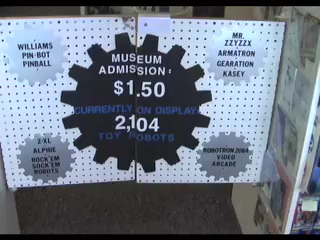 WILLIAMS
PIN·BOT
PINBALL
MUSEUM
ADMISSION:
$1.50
CURRENTLY ON DISPLAY
2,104
TOY ROBOTS
MR.
ZZYZZX
ARMATRON
GEARATION
KASEY
2-XL
ALPHIE
ROCK'EM
SOCK'EM
ROBOTS
ROBOTRON 2084
VIDEO
ARCADE